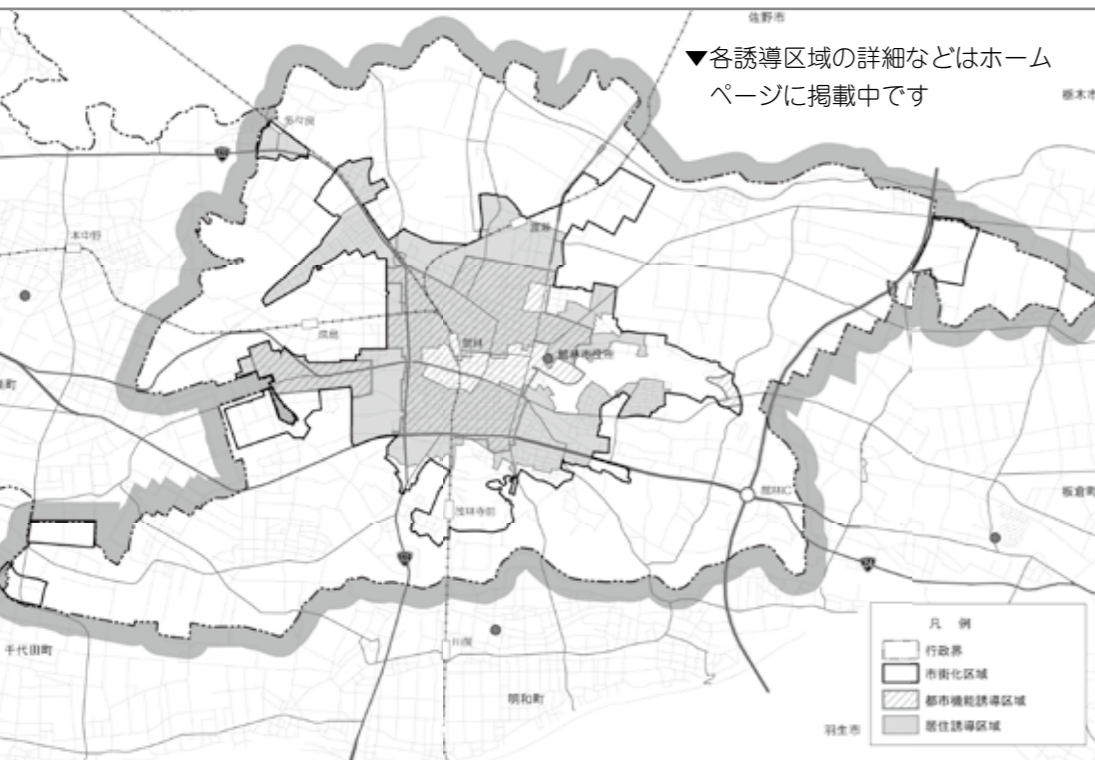 佐野市
▼各誘導区域の詳細などはホーム
ページに掲載中です
栃木市
多々良
本中野
渡瀬
成島
館林
館林市役所
館林IC
板倉町
茂林寺前
川俣
千代田町
明和町
羽生市
凡 例
行政界
市街化区域
都市機能誘導区域
居住誘導区域